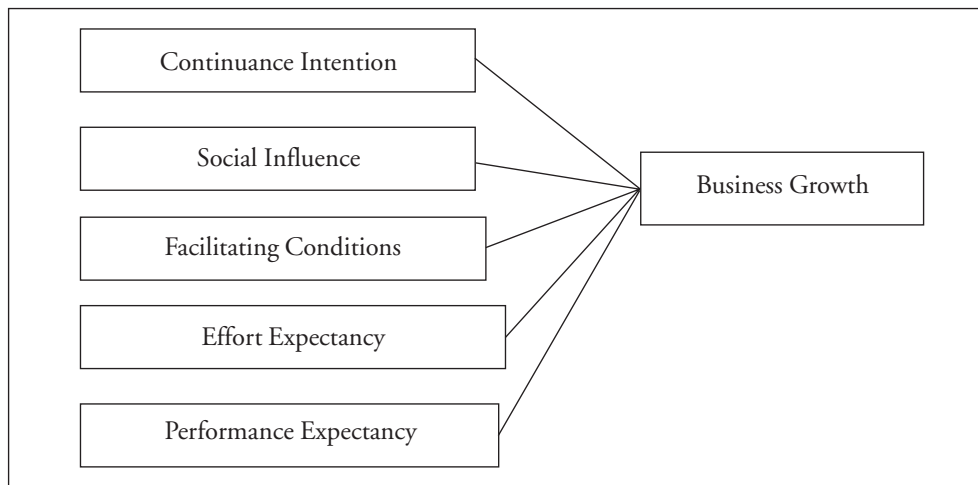 Continuance Intention
Social Influence
Facilitating Conditions
Effort Expectancy
Performance Expectancy
Business Growth